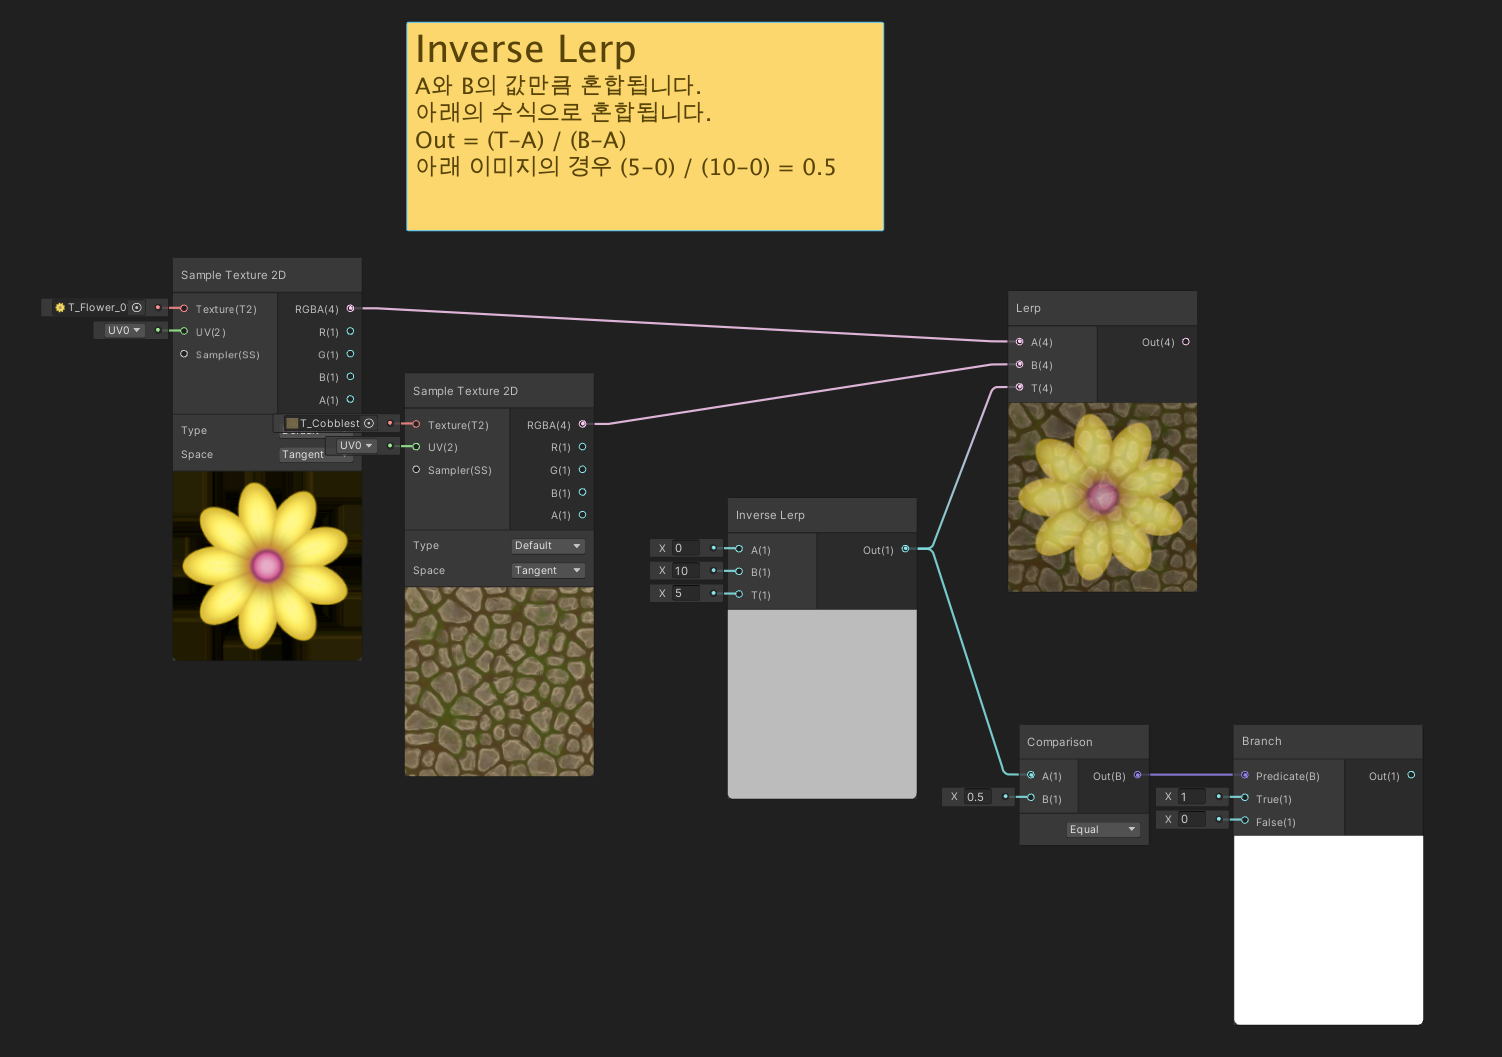 Inverse Lerp
A와 B의 값만큼 혼합됩니다.
아래의 수식으로 혼합됩니다.
Out = (T-A) / (B-A)
아래 이미지의 경우 (5-0) / (10-0) = 0.5
Sample Texture 2D
T_Flower_0
Texture(T2)
RGBA(4)
UV0
UV(2)
R(1)
Sampler(SS)
G(1)
B(1)
A(1)
Type
Space
Tangent
Sample Texture 2D
T_Cobblest
Texture(T2)
RGBA(4)
UV0
UV(2)
R(1)
Sampler(SS)
G(1)
B(1)
A(1)
Type
Default
Space
Tangent
Inverse Lerp
X 0
A(1)
Out(1)
X 10
B(1)
X 5
T(1)
Lerp
A(4)
Out(4)
B(4)
T(4)
Comparison
A(1)
Out(B)
X 0.5
B(1)
Equal
Branch
Predicate(B)
Out(1)
X 1
True(1)
X 0
False(1)